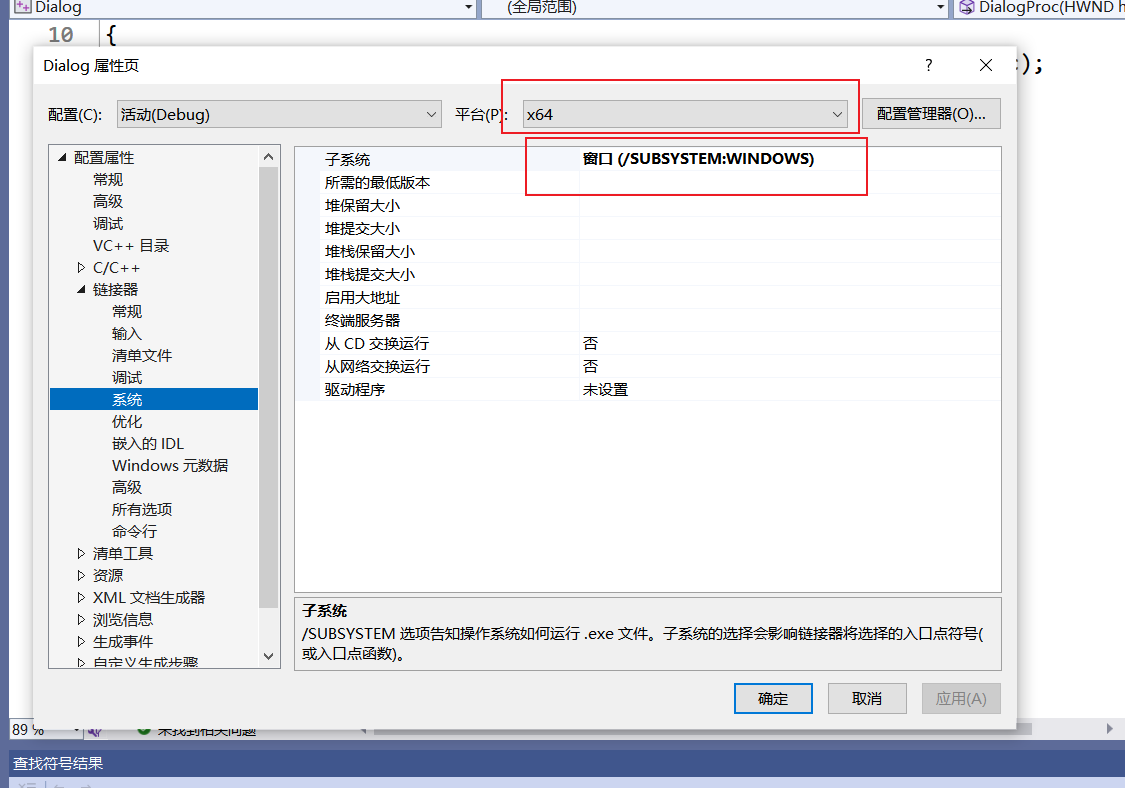 Dialog
(全局范围)
DialogProc(HWND h
10
{
);
Dialog 属性页
?
配置(C):
活动(Debug)
平台(P):
x64
配置管理器(O)...
配置属性
常规
高级
调试
VC++ 目录
C/C++
链接器
常规
输入
清单文件
调试
系统
优化
嵌入的 IDL
Windows 元数据
高级
所有选项
命令行
清单工具
资源
XML 文档生成器
浏览信息
生成事件
自定义生成步骤
子系统
窗口 (/SUBSYSTEM:WINDOWS)
所需的最低版本
堆保留大小
堆提交大小
堆栈保留大小
堆栈提交大小
启用大地址
终端服务器
从 CD 交换运行
否
从网络交换运行
否
驱动程序
未设置
子系统
/SUBSYSTEM 选项告知操作系统如何运行 .exe 文件。子系统的选择会影响链接器将选择的入口点符号(
或入口点函数)。
确定
取消
应用(A)
89 %
未找到相关问题
查找符号结果